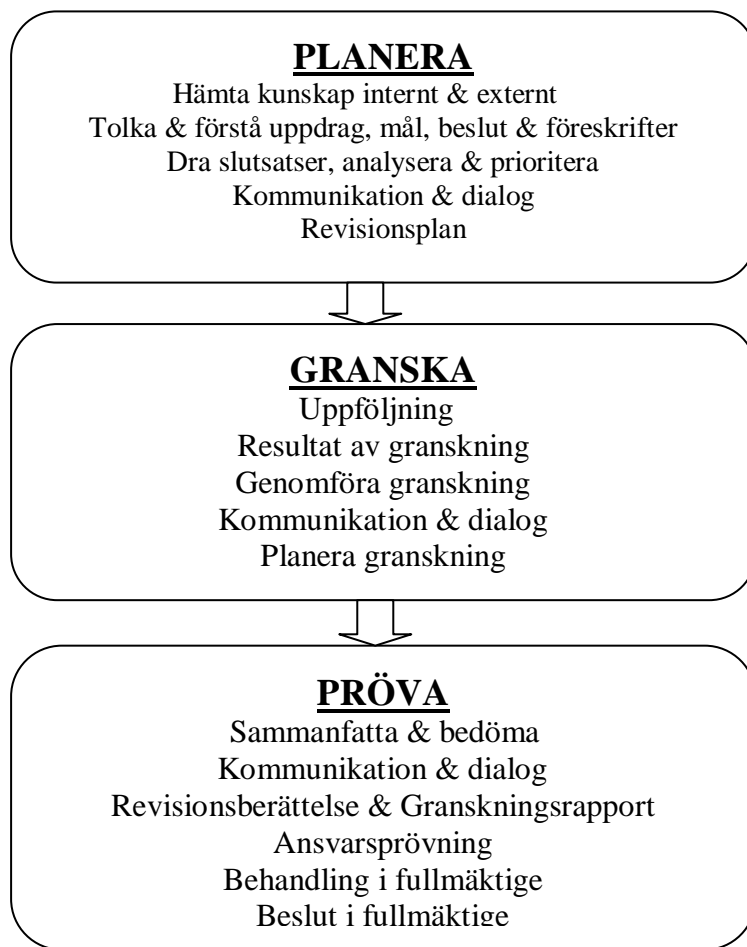 PLANERA
Hämta kunskap internt & externt
Tolka & förstå uppdrag, mål, beslut & föreskrifter
Dra slutsatser, analysera & prioritera
Kommunikation & dialog
Revisionsplan
GRANSKA
Uppföljning
Resultat av granskning
Genomföra granskning
Kommunikation & dialog
Planera granskning
PRÖVA
Sammanfatta & bedöma
Kommunikation & dialog
Revisionsberättelse & Granskningsrapport
Ansvarsprövning
Behandling i fullmäktige
Beslut i fullmäktige